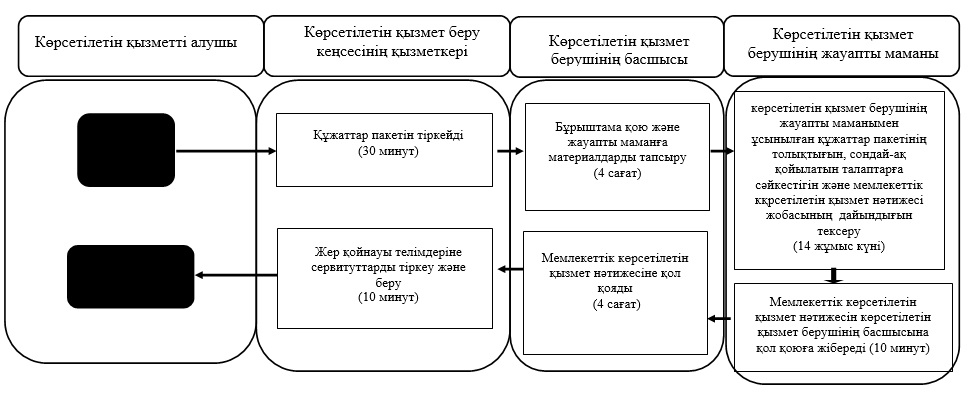 Көрсетілетін қызметті алушы
Көрсетілетін қызмет беру
кеңсесінің қызметкері
Көрсетілетін қызмет
берушінің басшысы
Көрсетілетін қызмет
берушінің жауапты маманы
Құжаттар пакетін тіркейді
(30 минут)
Бұрыштама қою және
жауапты маманға
материалдарды тапсыру
(4 сағат)
көрсетілетін қызмет берушінің
жауапты маманымен
ұсынылған құжаттар пакетінің
толықтығын, сондай-ақ
қойылатын талаптарға
сәйкестігін және мемлекеттік
ккрсетілетін қызмет нәтижесі
жобасының дайындығын
тексеру
(14 жұмыс күні)
Жер қойнауы телімдеріне
сервитуттарды тіркеу және
беру
(10 минут)
Мемлекеттік көрсетілетін
қызмет нәтижесіне қол
қояды
(4 сағат)
Мемлекеттік көрсетілетін
қызмет нәтижесін көрсетілетін
қызмет берушінің басшысына
қол қоюға жібереді (10 минут)